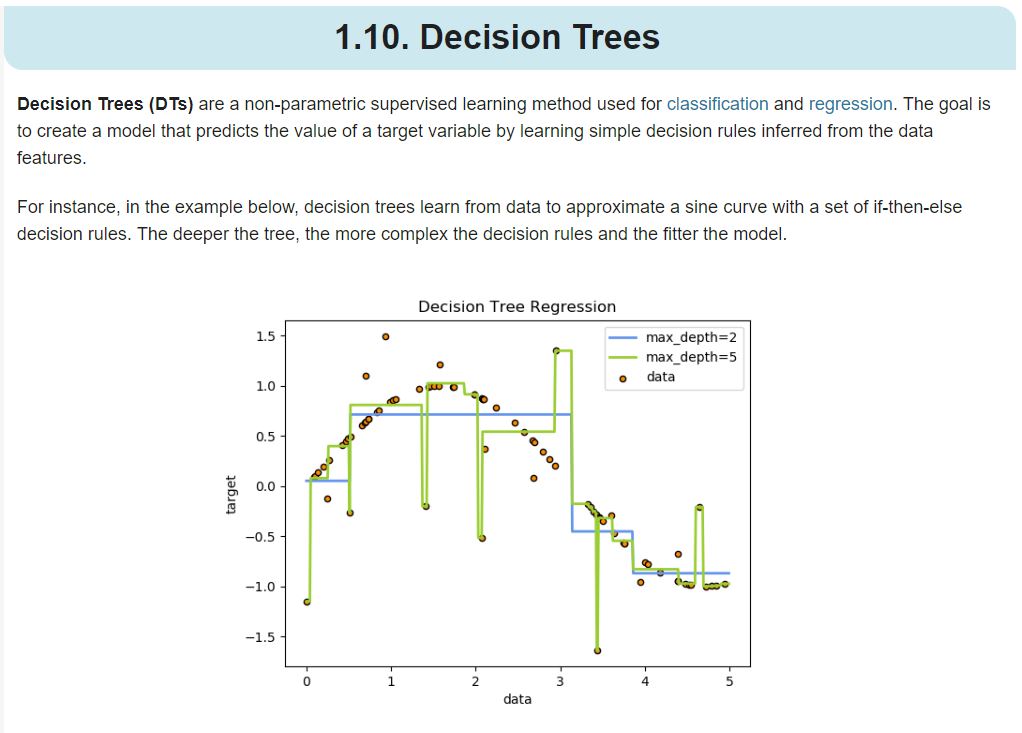 1.10. Decision Trees
Decision Trees (DTs) are a non-parametric supervised learning method used for classification and regression. The goal is
to create a model that predicts the value of a target variable by learning simple decision rules inferred from the data
features.
For instance, in the example below, decision trees learn from data to approximate a sine curve with a set of if-then-else
decision rules. The deeper the tree, the more complex the decision rules and the fitter the model.
Decision Tree Regression
max_depth=2
max_depth=5
data
1.5
1.0
0.5
0.0
−0.5
−1.0
−1.5
target
0 1 2 3 4 5
data